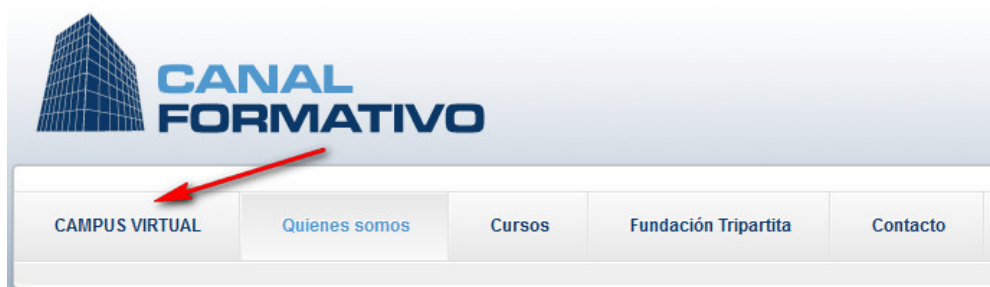 CANAL
FORMATIVO
CAMPUS VIRTUAL Quienes somos Cursos Fundación Tripartita Contacto